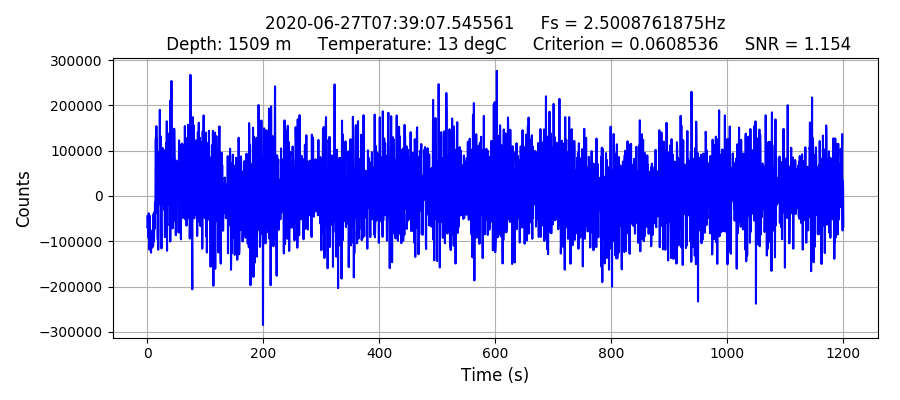 2020-06-27T07:39:07.545561 Fs = 2.5008761875Hz
Depth: 1509 m Temperature: 13 degC Criterion = 0.0608536 SNR = 1.154
300000
200000
100000
0
−100000
−200000
−300000
Counts
0 200 400 600 800 1000 1200
Time (s)